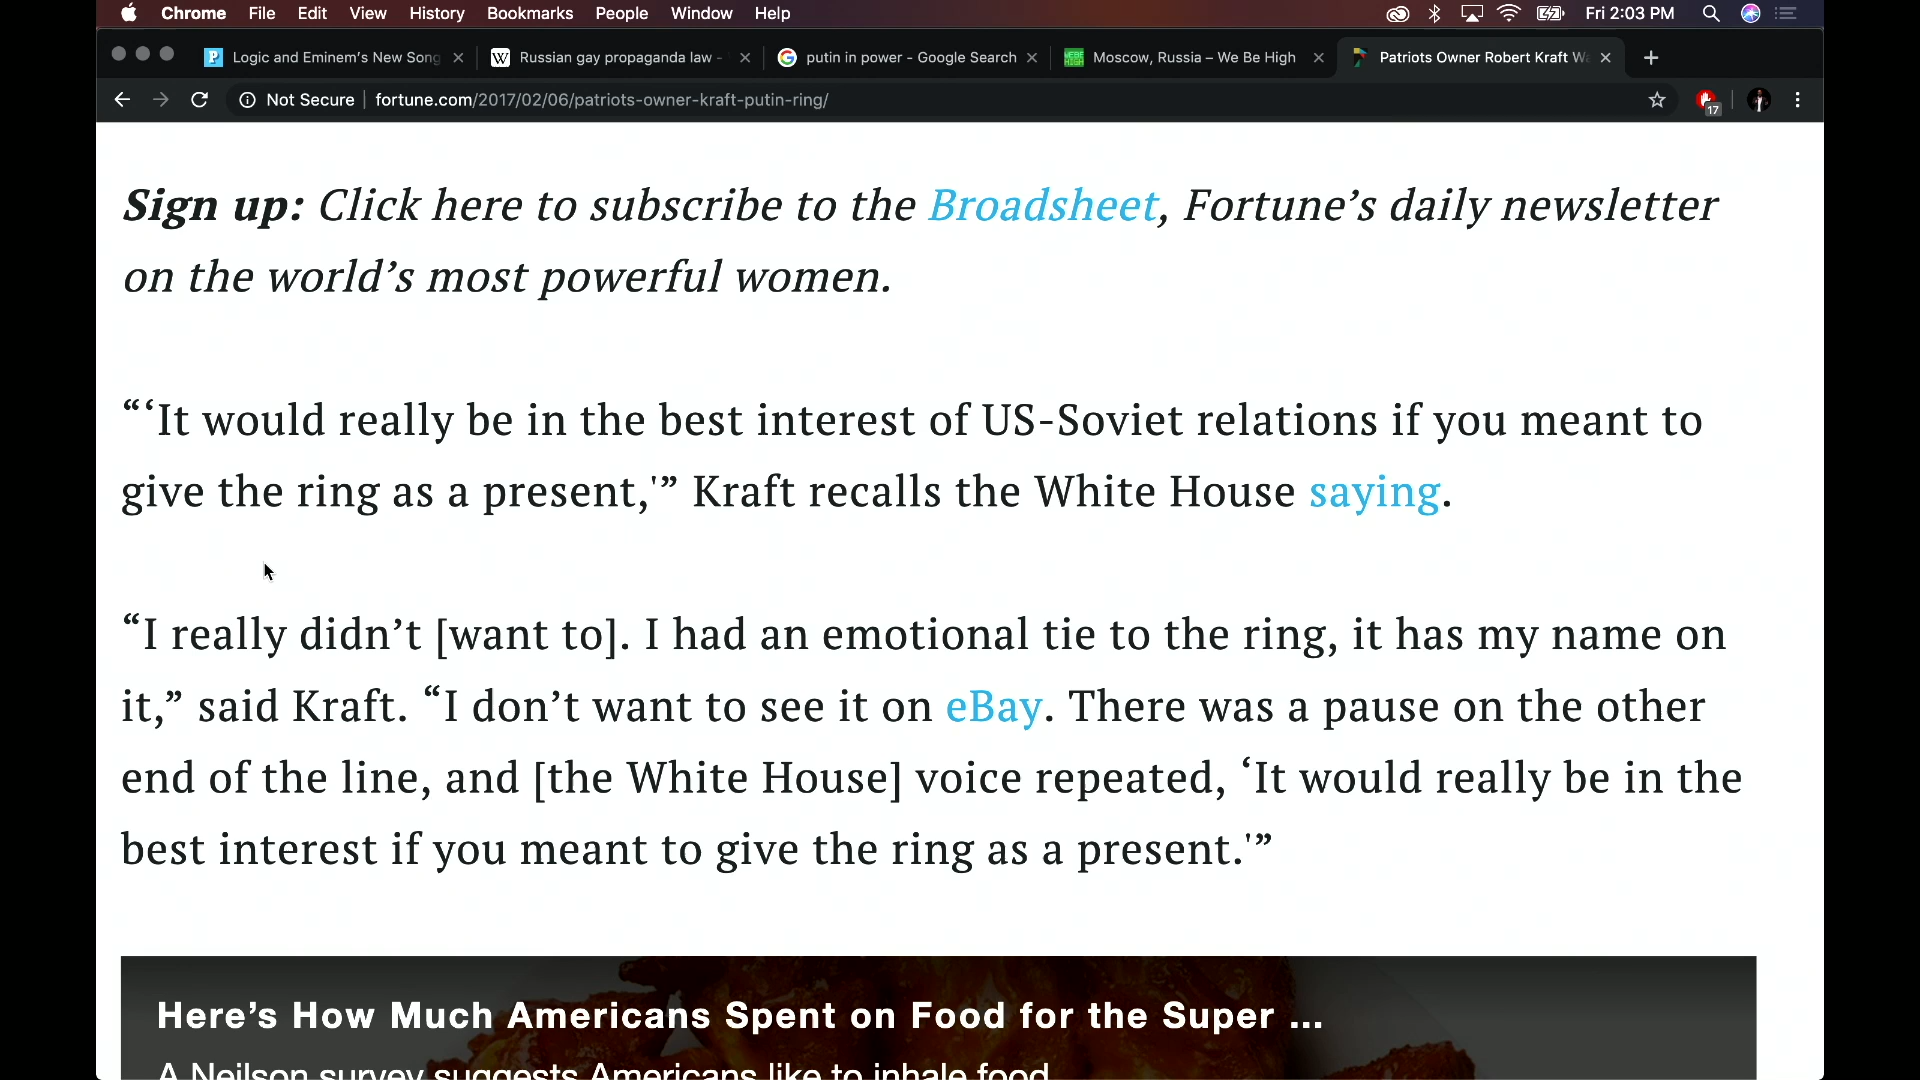 Chrome File Edit View History Bookmarks People Window Help Fri 2:03 PM
Logic and Eminem's New Song Russian gay propaganda law - putin in power - Google Search Moscow, Russia – We Be High Patriots Owner Robert Kraft Wa
Not Secure fortune.com/2017/02/06/patriots-owner-kraft-putin-ring/ 17
Sign up: Click here to subscribe to the Broadsheet, Fortune’s daily newsletter
on the world’s most powerful women.
“‘It would really be in the best interest of US-Soviet relations if you meant to
give the ring as a present,'” Kraft recalls the White House saying.
“I really didn’t [want to]. I had an emotional tie to the ring, it has my name on
it,” said Kraft. “I don’t want to see it on eBay. There was a pause on the other
end of the line, and [the White House] voice repeated, ‘It would really be in the
best interest if you meant to give the ring as a present.'”
Here’s How Much Americans Spent on Food for the Super ...
A Neilson survey suggests Americans like to inhale food